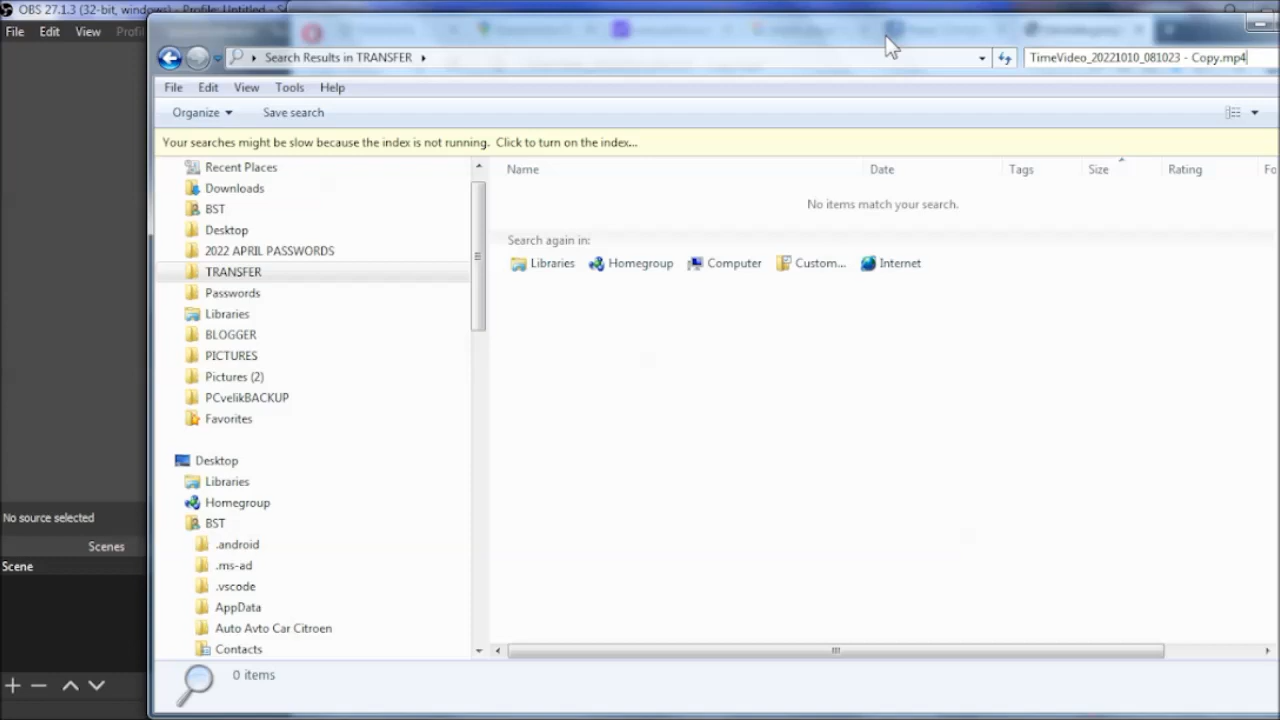 OBS 27.1.3 (32-bit, windows) - Profile: Untitled - S
File Edit View Profil
Search Results in TRANSFER
TimeVideo_20221010_081023 - Copy.mp4
File Edit View Tools Help
Organize Save search
Your searches might be slow because the index is not running. Click to turn on the index...
Name Date Tags Size Rating Fo
No items match your search.
Search again in:
Libraries Homegroup Computer Custom... Internet
Recent Places
Downloads
BST
Desktop
2022 APRIL PASSWORDS
TRANSFER
Passwords
Libraries
BLOGGER
PICTURES
Pictures (2)
PCvelikBACKUP
Favorites
Desktop
Libraries
Homegroup
BST
.android
.ms-ad
.vscode
AppData
Auto Avto Car Citroen
Contacts
0 items
No source selected
Scenes
Scene